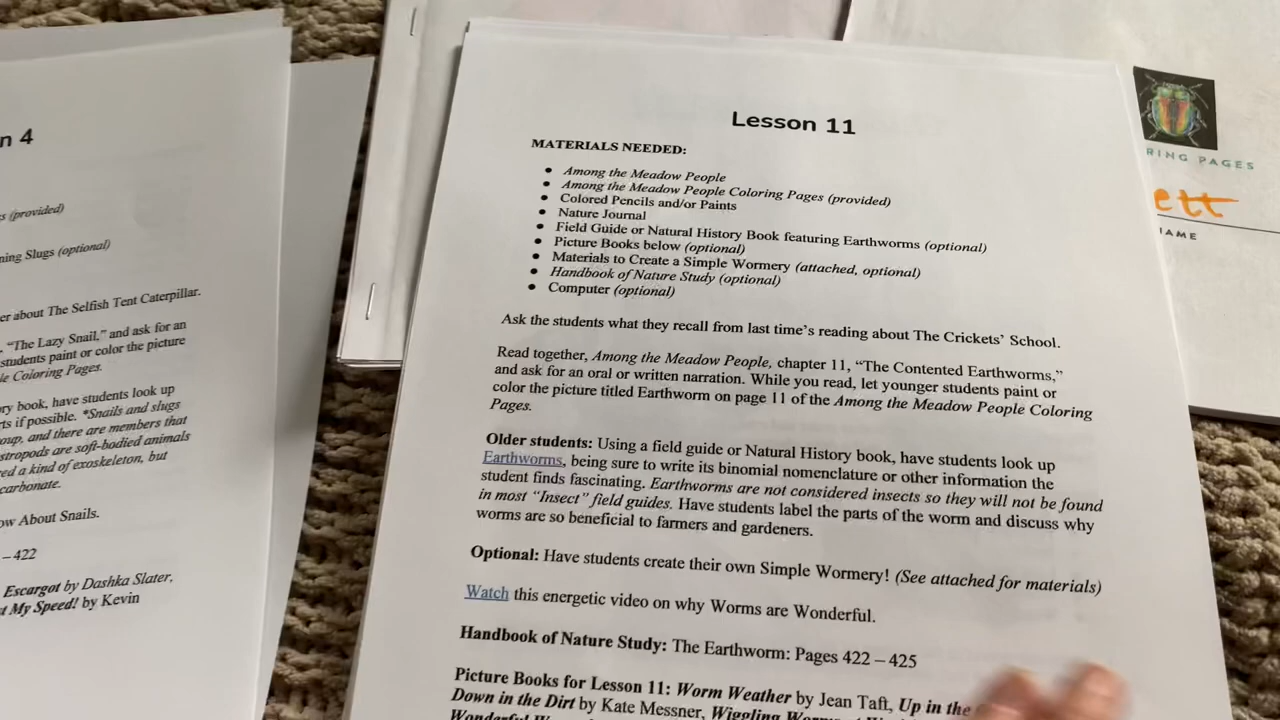 n 4
s (provided)
ning Slugs (optional)
er about The Selfish Tent Caterpillar.
"The Lazy Snail," and ask for an
students paint or color the picture
le Coloring Pages.
ry book, have students look up
ts if possible. *Snails and slugs
oup, and there are members that
stropods are soft-bodied animals
ed a kind of exoskeleton, but
carbonate.
ow About Snails.
– 422
Escargot by Dashka Slater,
t My Speed! by Kevin
Lesson 11
MATERIALS NEEDED:
• Among the Meadow People
• Among the Meadow People Coloring Pages (provided)
• Colored Pencils and/or Paints
• Nature Journal
• Field Guide or Natural History Book featuring Earthworms (optional)
• Picture Books below (optional)
• Materials to Create a Simple Wormery (attached, optional)
• Handbook of Nature Study (optional)
• Computer (optional)
Ask the students what they recall from last time's reading about The Crickets' School.
Read together, Among the Meadow People, chapter 11, "The Contented Earthworms,"
and ask for an oral or written narration. While you read, let younger students paint or
color the picture titled Earthworm on page 11 of the Among the Meadow People Coloring
Pages.
Older students: Using a field guide or Natural History book, have students look up
Earthworms, being sure to write its binomial nomenclature or other information the
student finds fascinating. Earthworms are not considered insects so they will not be found
in most "Insect" field guides. Have students label the parts of the worm and discuss why
worms are so beneficial to farmers and gardeners.
Optional: Have students create their own Simple Wormery! (See attached for materials)
Watch this energetic video on why Worms are Wonderful.
Handbook of Nature Study: The Earthworm: Pages 422 – 425
Picture Books for Lesson 11: Worm Weather by Jean Taft, Up in the
Down in the Dirt by Kate Messner, Wiggling Worms
RING PAGES
ett
NAME